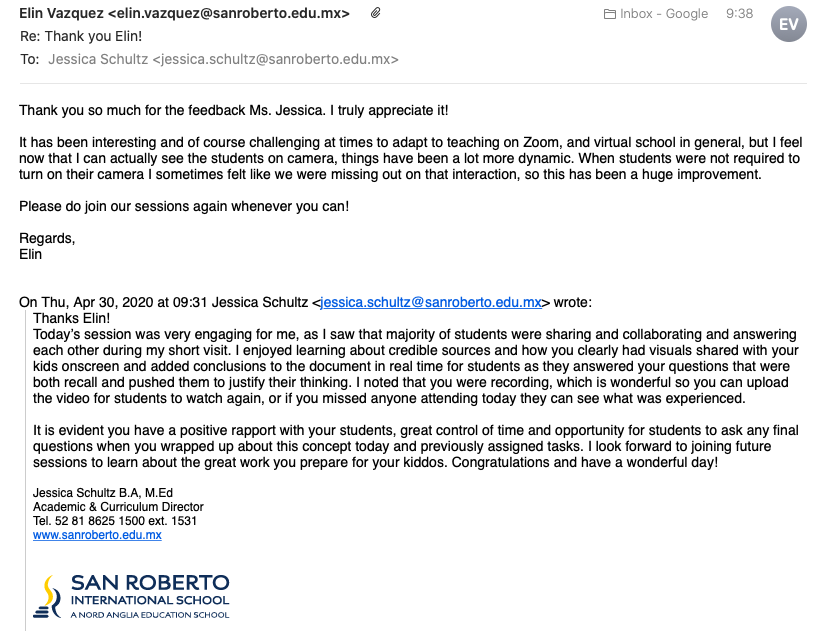 Elin Vazquez <elin.vazquez@sanroberto.edu.mx>
Inbox - Google 9:38
EV
Re: Thank you Elin!
To: Jessica Schultz <jessica.schultz@sanroberto.edu.mx>
Thank you so much for the feedback Ms. Jessica. I truly appreciate it!
It has been interesting and of course challenging at times to adapt to teaching on Zoom, and virtual school in general, but I feel
now that I can actually see the students on camera, things have been a lot more dynamic. When students were not required to
turn on their camera I sometimes felt like we were missing out on that interaction, so this has been a huge improvement.
Please do join our sessions again whenever you can!
Regards,
Elin
On Thu, Apr 30, 2020 at 09:31 Jessica Schultz <jessica.schultz@sanroberto.edu.mx> wrote:
Thanks Elin!
Today's session was very engaging for me, as I saw that majority of students were sharing and collaborating and answering
each other during my short visit. I enjoyed learning about credible sources and how you clearly had visuals shared with your
kids onscreen and added conclusions to the document in real time for students as they answered your questions that were
both recall and pushed them to justify their thinking. I noted that you were recording, which is wonderful so you can upload
the video for students to watch again, or if you missed anyone attending today they can see what was experienced.
It is evident you have a positive rapport with your students, great control of time and opportunity for students to ask any final
questions when you wrapped up about this concept today and previously assigned tasks. I look forward to joining future
sessions to learn about the great work you prepare for your kiddos. Congratulations and have a wonderful day!
Jessica Schultz B.A, M.Ed
Academic & Curriculum Director
Tel. 52 81 8625 1500 ext. 1531
www.sanroberto.edu.mx
SAN ROBERTO
INTERNATIONAL SCHOOL
A NORD ANGLIA EDUCATION SCHOOL